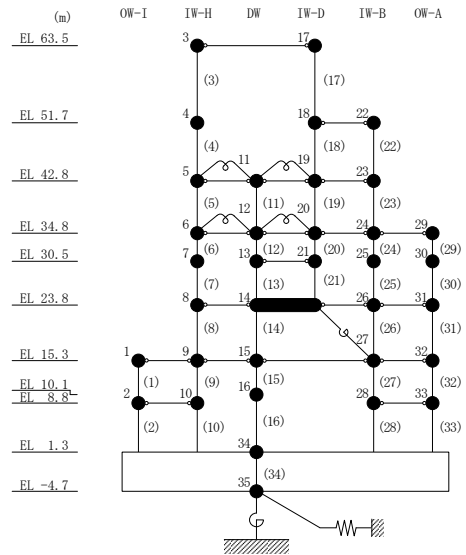 (m) OW-I IW-H DW IW-D IW-B OW-A
EL 63.5 3 17
(3) (17)
EL 51.7 4 18 22
(4) (18) (22)
EL 42.8 5 11 19 23
(5) (11) (19) (23)
EL 34.8 6 12 20 24 29
(6) (12) (20) (24) (29)
EL 30.5 7 13 21 25 30
(7) (13) (21) (25) (30)
EL 23.8 8 14 26 31
(8) (14) (26) (31)
27
EL 15.3 1 9 15 32
(1) (9) (15) (27) (32)
EL 10.1 16
EL 8.8 2 10 28 33
(2) (10) (16) (28) (33)
EL 1.3 34
(34)
EL -4.7 35